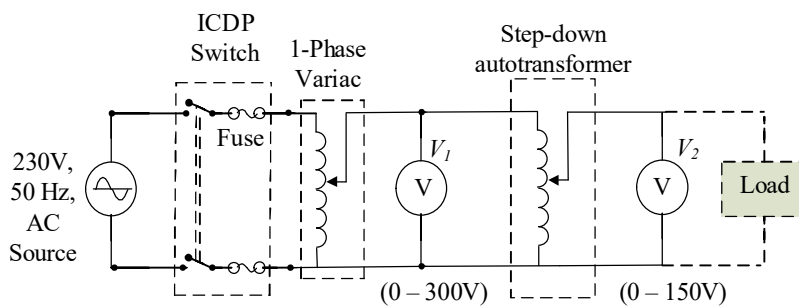 ICDP
Switch
1-Phase
Variac
Step-down
autotransformer
Fuse
230V,
50 Hz,
AC
Source
V1
V
V2
V
Load
(0 – 300V)
(0 – 150V)